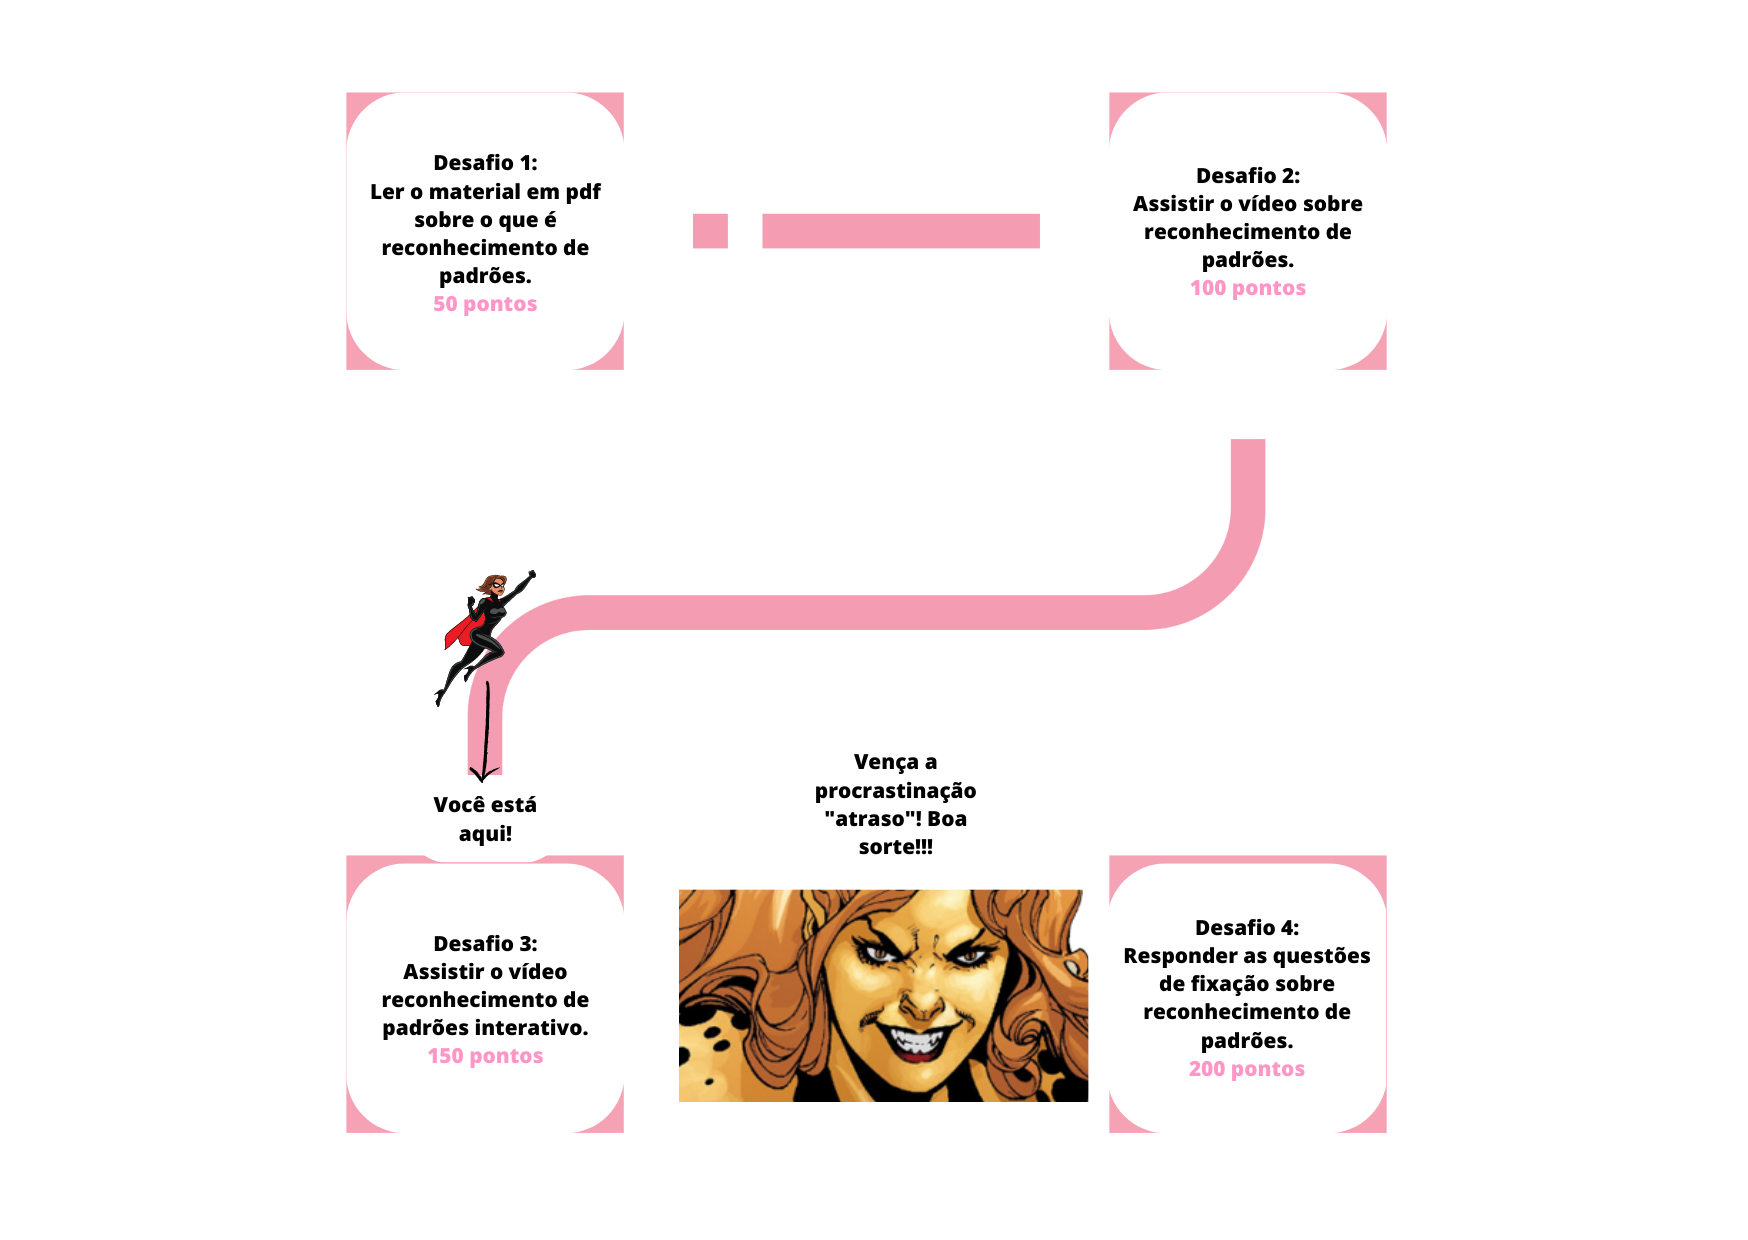 Desafio 1:
Ler o material em pdf
sobre o que é
reconhecimento de
padrões.
50 pontos
Desafio 2:
Assistir o vídeo sobre
reconhecimento de
padrões.
100 pontos
Você está
aqui!
Vença a
procrastinação
"atraso"! Boa
sorte!!!
Desafio 3:
Assistir o vídeo
reconhecimento de
padrões interativo.
150 pontos
Desafio 4:
Responder as questões
de fixação sobre
reconhecimento de
padrões.
200 pontos